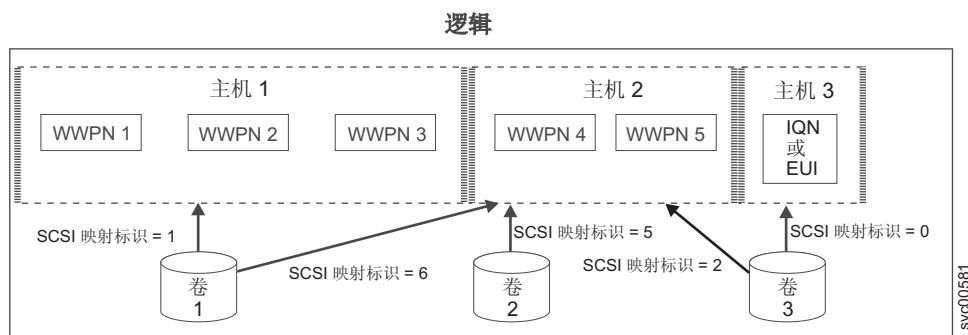 逻辑
主机 1
主机 2
主机 3
WWPN 1
WWPN 2
WWPN 3
WWPN 4
WWPN 5
IQN
或
EUI
SCSI 映射标识 = 1
SCSI 映射标识 = 5
SCSI 映射标识 = 0
SCSI 映射标识 = 6
SCSI 映射标识 = 2
卷
1
卷
2
卷
3
svc00581